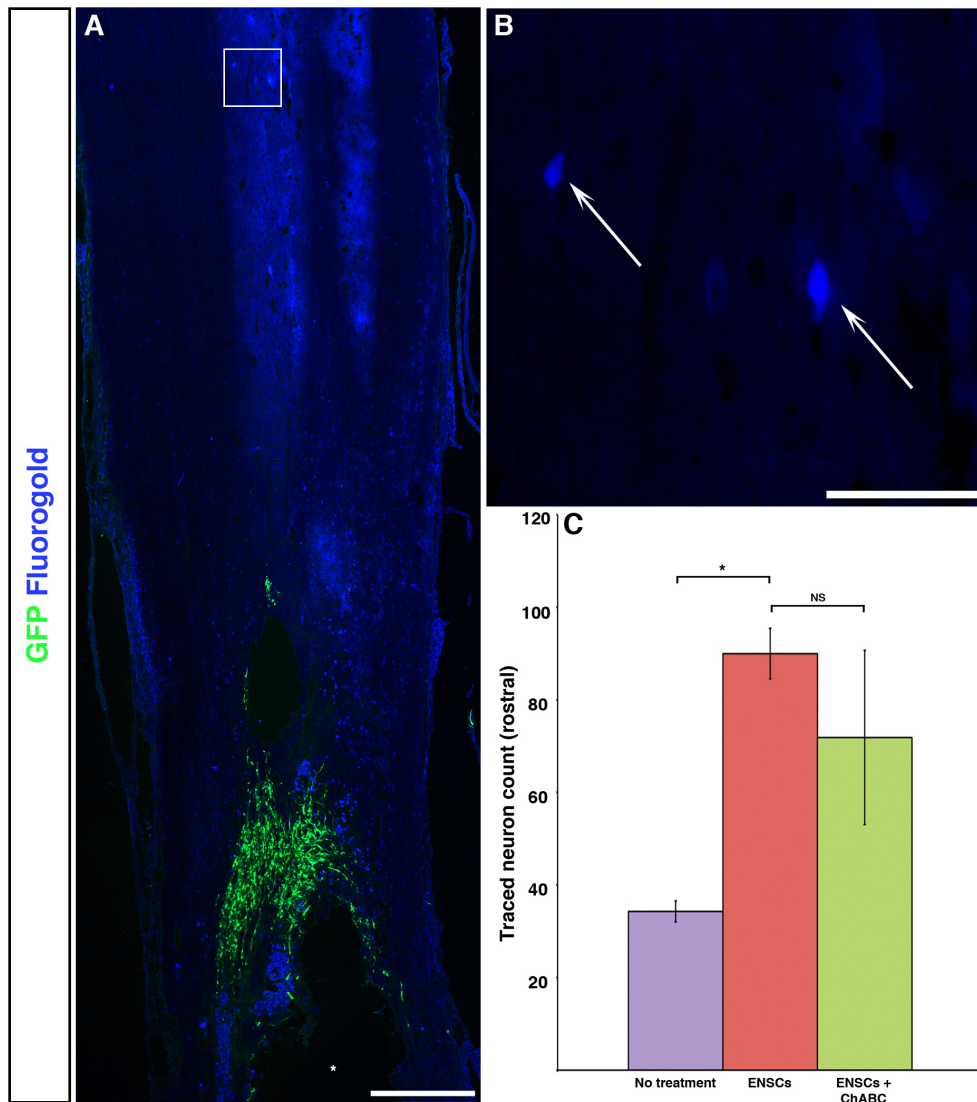 GFP Fluorogold
A
*
B
C
Traced neuron count (rostral)
120
100
80
60
40
20
*
NS
No treatment
ENSCs
ENSCs +
ChABC